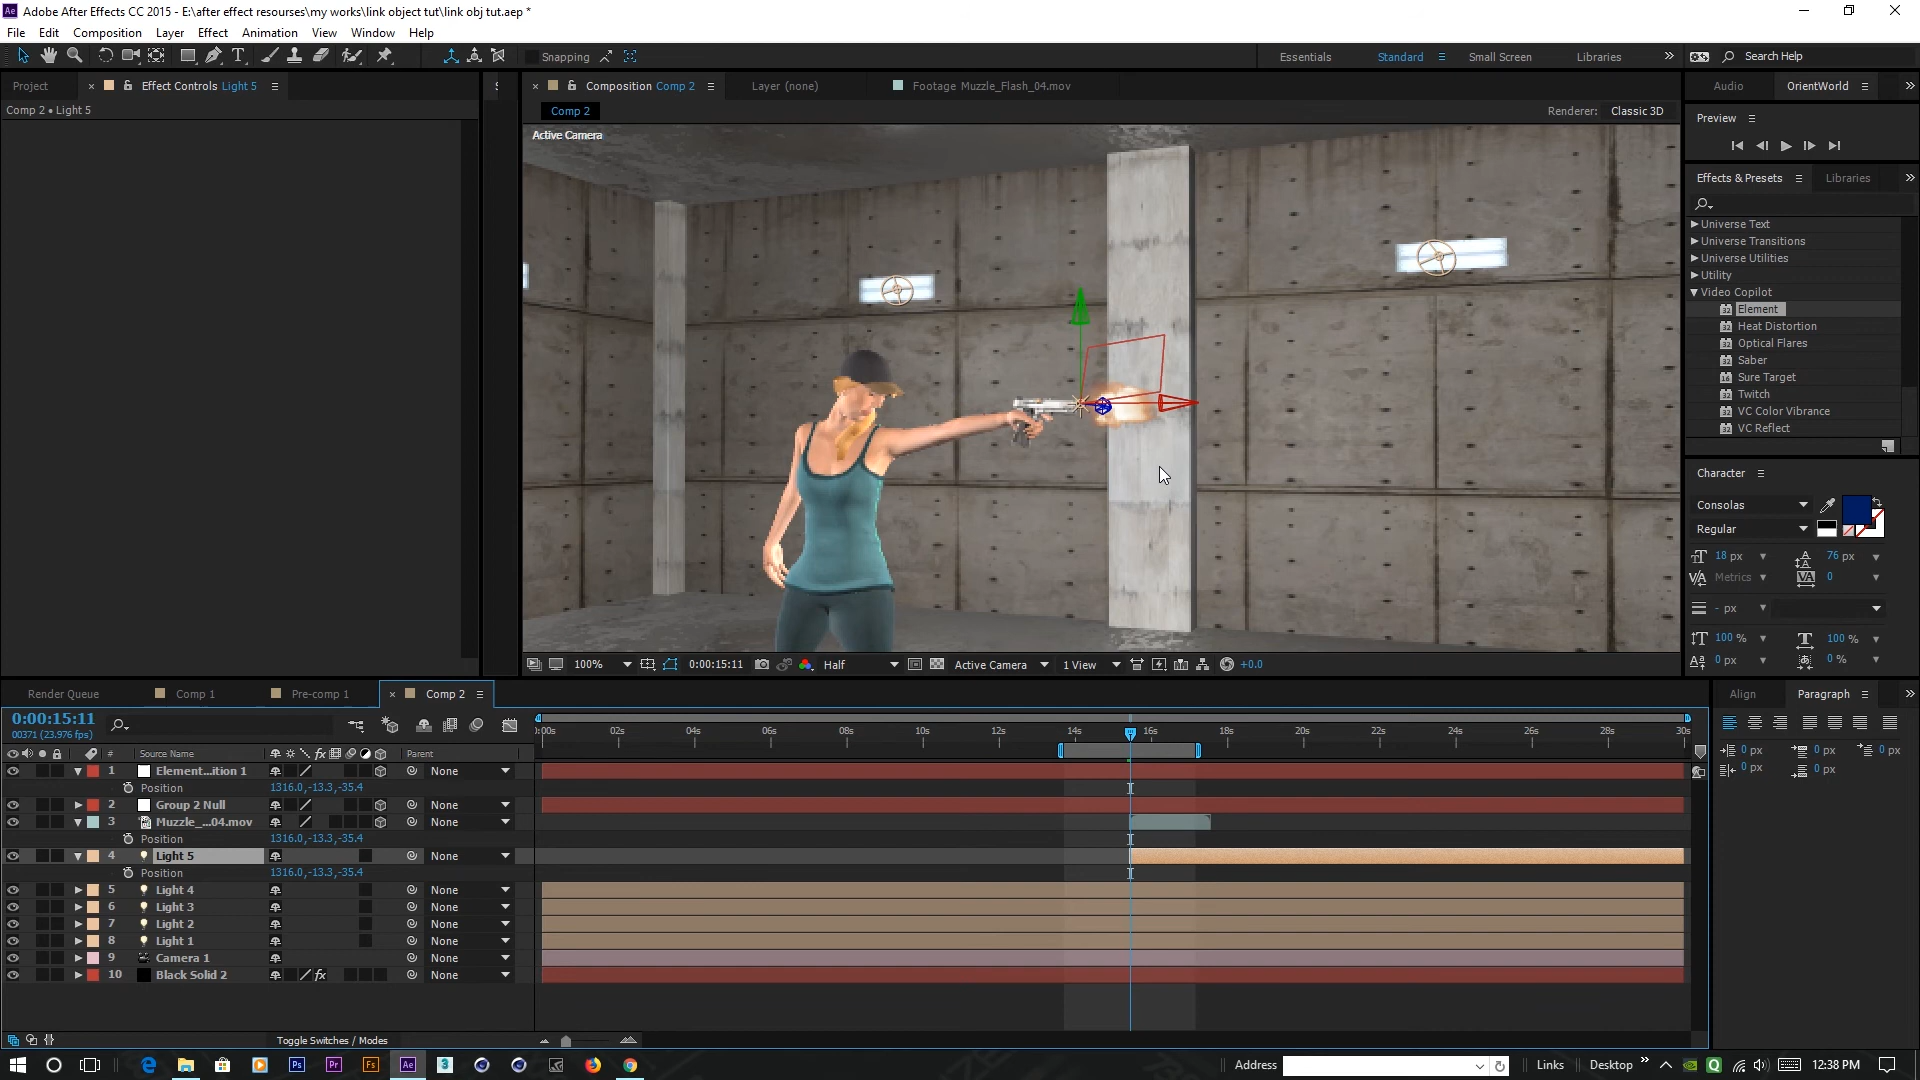 Adobe After Effects CC 2015 - E:\after effect resourses\my works\link object tut\link obj tut.aep *
File Edit Composition Layer Effect Animation View Window Help
Snapping Essentials Standard Small Screen Libraries Search Help
Project Effect Controls Light 5 Composition Comp 2 Layer (none) Footage Muzzle_Flash_04.mov Audio OrientWorld
Comp 2 • Light 5 Comp 2 Renderer: Classic 3D
Active Camera
Preview
Effects & Presets Libraries
Universe Text
Universe Transitions
Universe Utilities
Utility
Video Copilot
Element
Heat Distortion
Optical Flares
Saber
Sure Target
Twitch
VC Color Vibrance
VC Reflect
Character
Consolas
Regular
18 px 76 px
Metrics 0
- px
100 % 100 %
0 px 0 %
100% 0:00:15:11 Half Active Camera 1 View +0.0
Render Queue Comp 1 Pre-comp 1 Comp 2 Align Paragraph
0:00:15:11
00371 (23.976 fps)
02s 04s 06s 08s 10s 12s 14s 16s 18s 20s 22s 24s 26s 28s 30s
# Source Name Parent
1 Element...ition 1 None
Position 1316.0,-13.3,-35.4
2 Group 2 Null None
3 Muzzle_...04.mov None
Position 1316.0,-13.3,-35.4
4 Light 5 None
Position 1316.0,-13.3,-35.4
5 Light 4 None
6 Light 3 None
7 Light 2 None
8 Light 1 None
9 Camera 1 None
10 Black Solid 2 None
0 px 0 px 0 px
0 px 0 px
Toggle Switches / Modes
Address Links Desktop 12:38 PM